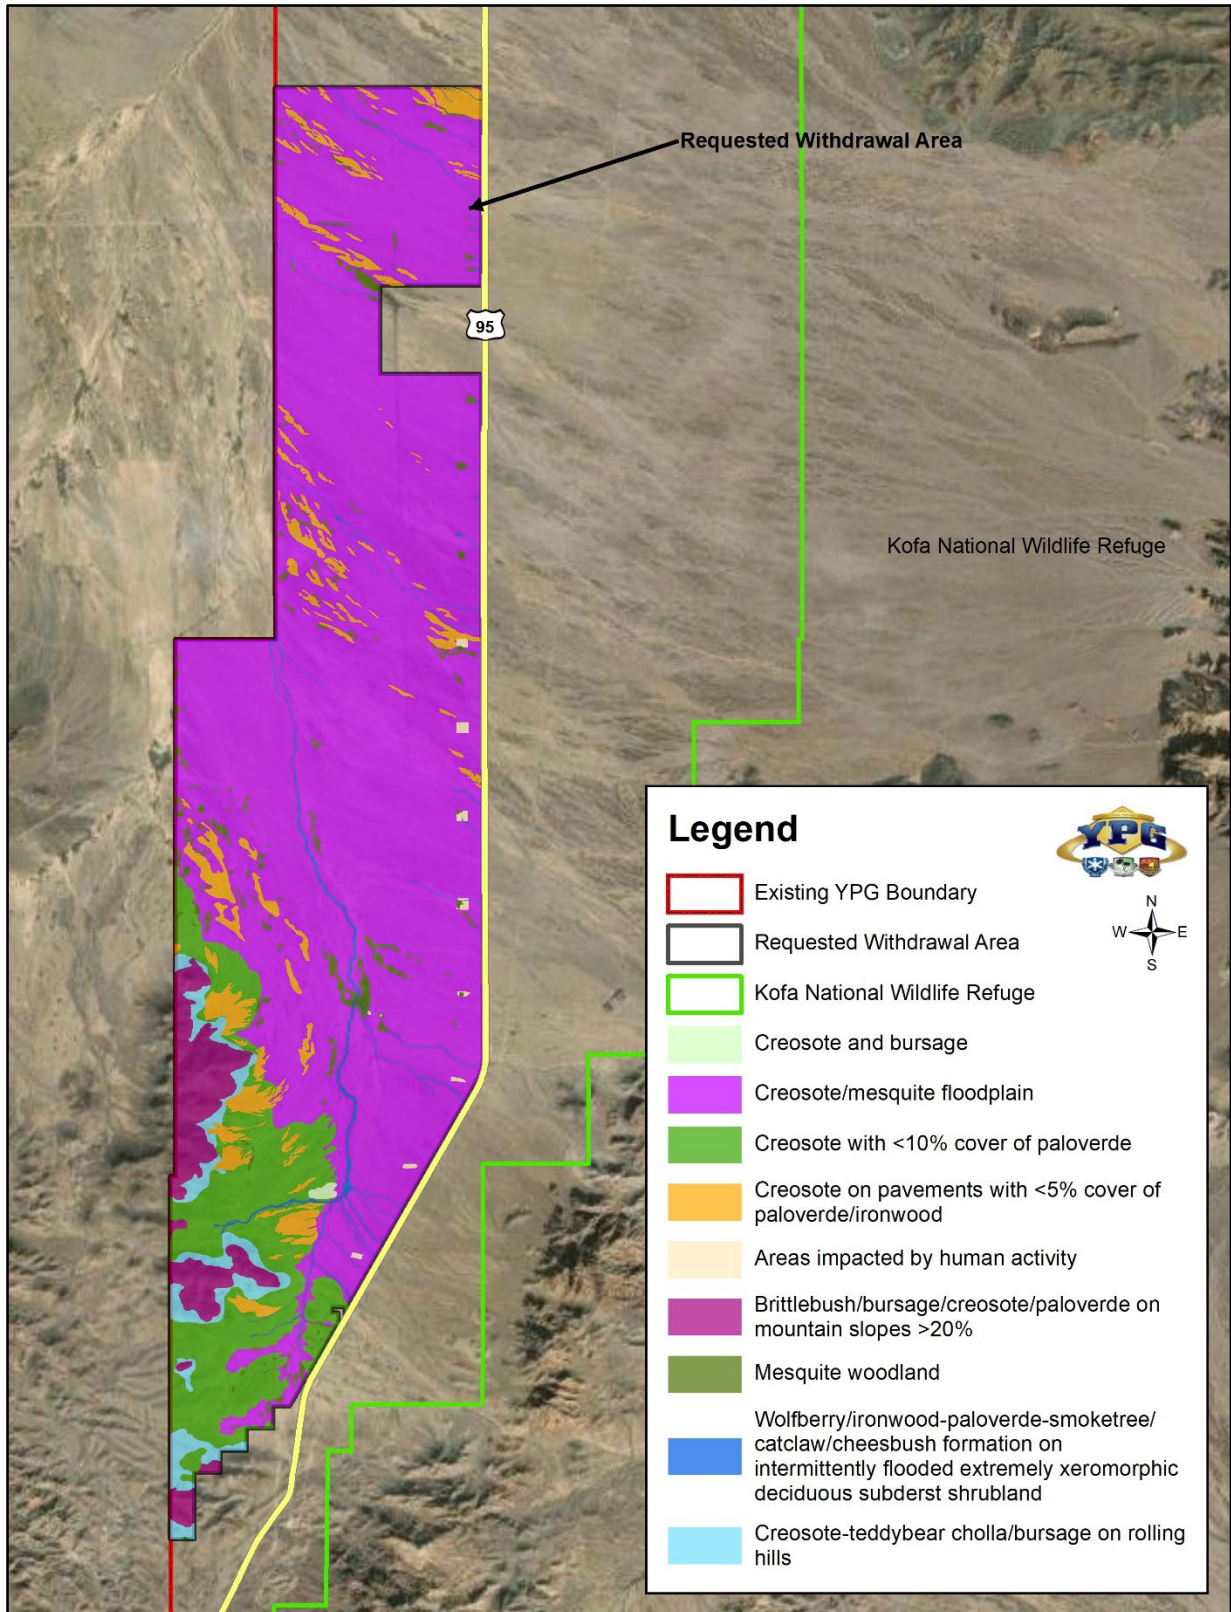 Requested Withdrawal Area
95
Kofa National Wildlife Refuge
Legend
YPG
Existing YPG Boundary
Requested Withdrawal Area
Kofa National Wildlife Refuge
N
W E
S
Creosote and bursage
Creosote/mesquite floodplain
Creosote with <10% cover of paloverde
Creosote on pavements with <5% cover of
paloverde/ironwood
Areas impacted by human activity
Brittlebush/bursage/creosote/paloverde on
mountain slopes >20%
Mesquite woodland
Wolfberry/ironwood-paloverde-smoketree/
catclaw/cheesbush formation on
intermittently flooded extremely xeromorphic
deciduous subderst shrubland
Creosote-teddybear cholla/bursage on rolling
hills